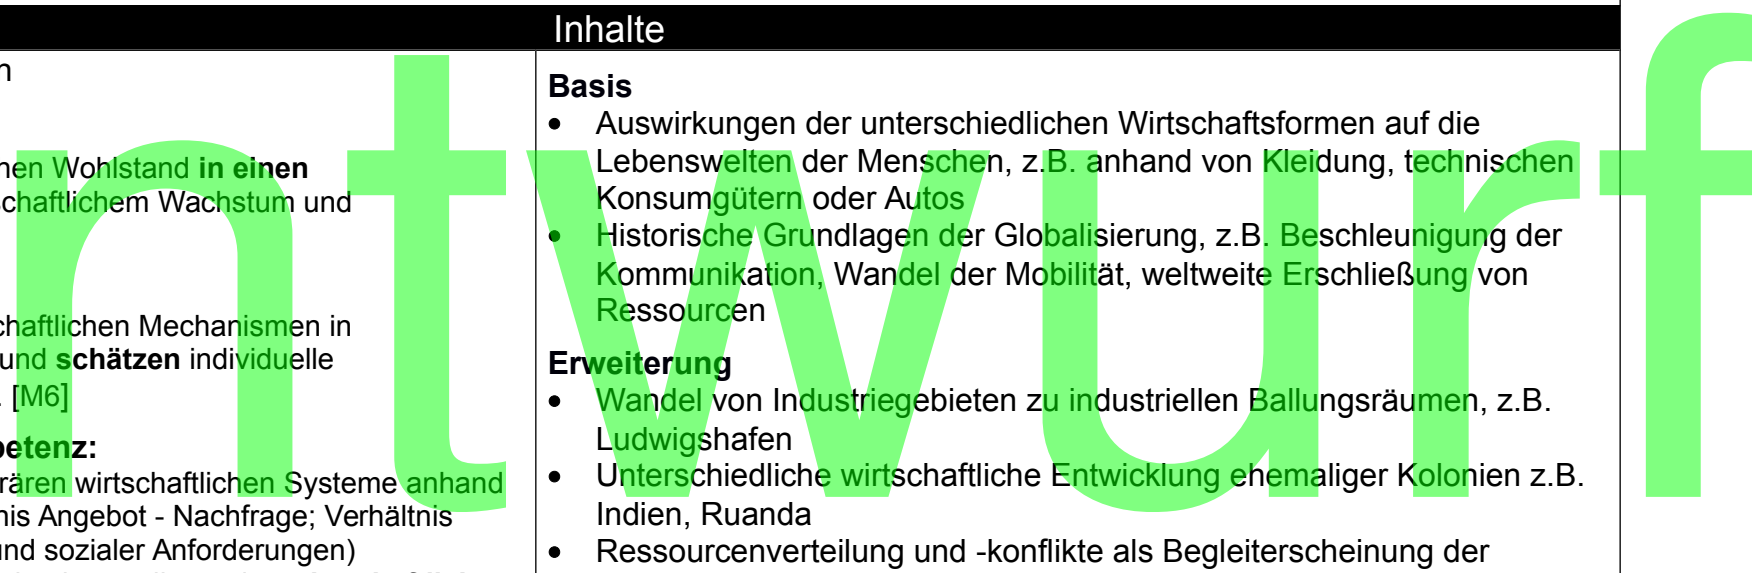 Inhalte
n
nen Wohlstand in einen
schaftlichem Wachstum und
chaftlichen Mechanismen in
und schätzen individuelle
. [M6]
petenz:
rären wirtschaftlichen Systeme anhand
nis Angebot - Nachfrage; Verhältnis
und sozialer Anforderungen)
Basis
• Auswirkungen der unterschiedlichen Wirtschaftsformen auf die
Lebenswelten der Menschen, z.B. anhand von Kleidung, technischen
Konsumgütern oder Autos
• Historische Grundlagen der Globalisierung, z.B. Beschleunigung der
Kommunikation, Wandel der Mobilität, weltweite Erschließung von
Ressourcen
Erweiterung
• Wandel von Industriegebieten zu industriellen Ballungsräumen, z.B.
Ludwigshafen
• Unterschiedliche wirtschaftliche Entwicklung ehemaliger Kolonien z.B.
Indien, Ruanda
• Ressourcenverteilung und -konflikte als Begleiterscheinung der
ntwurf